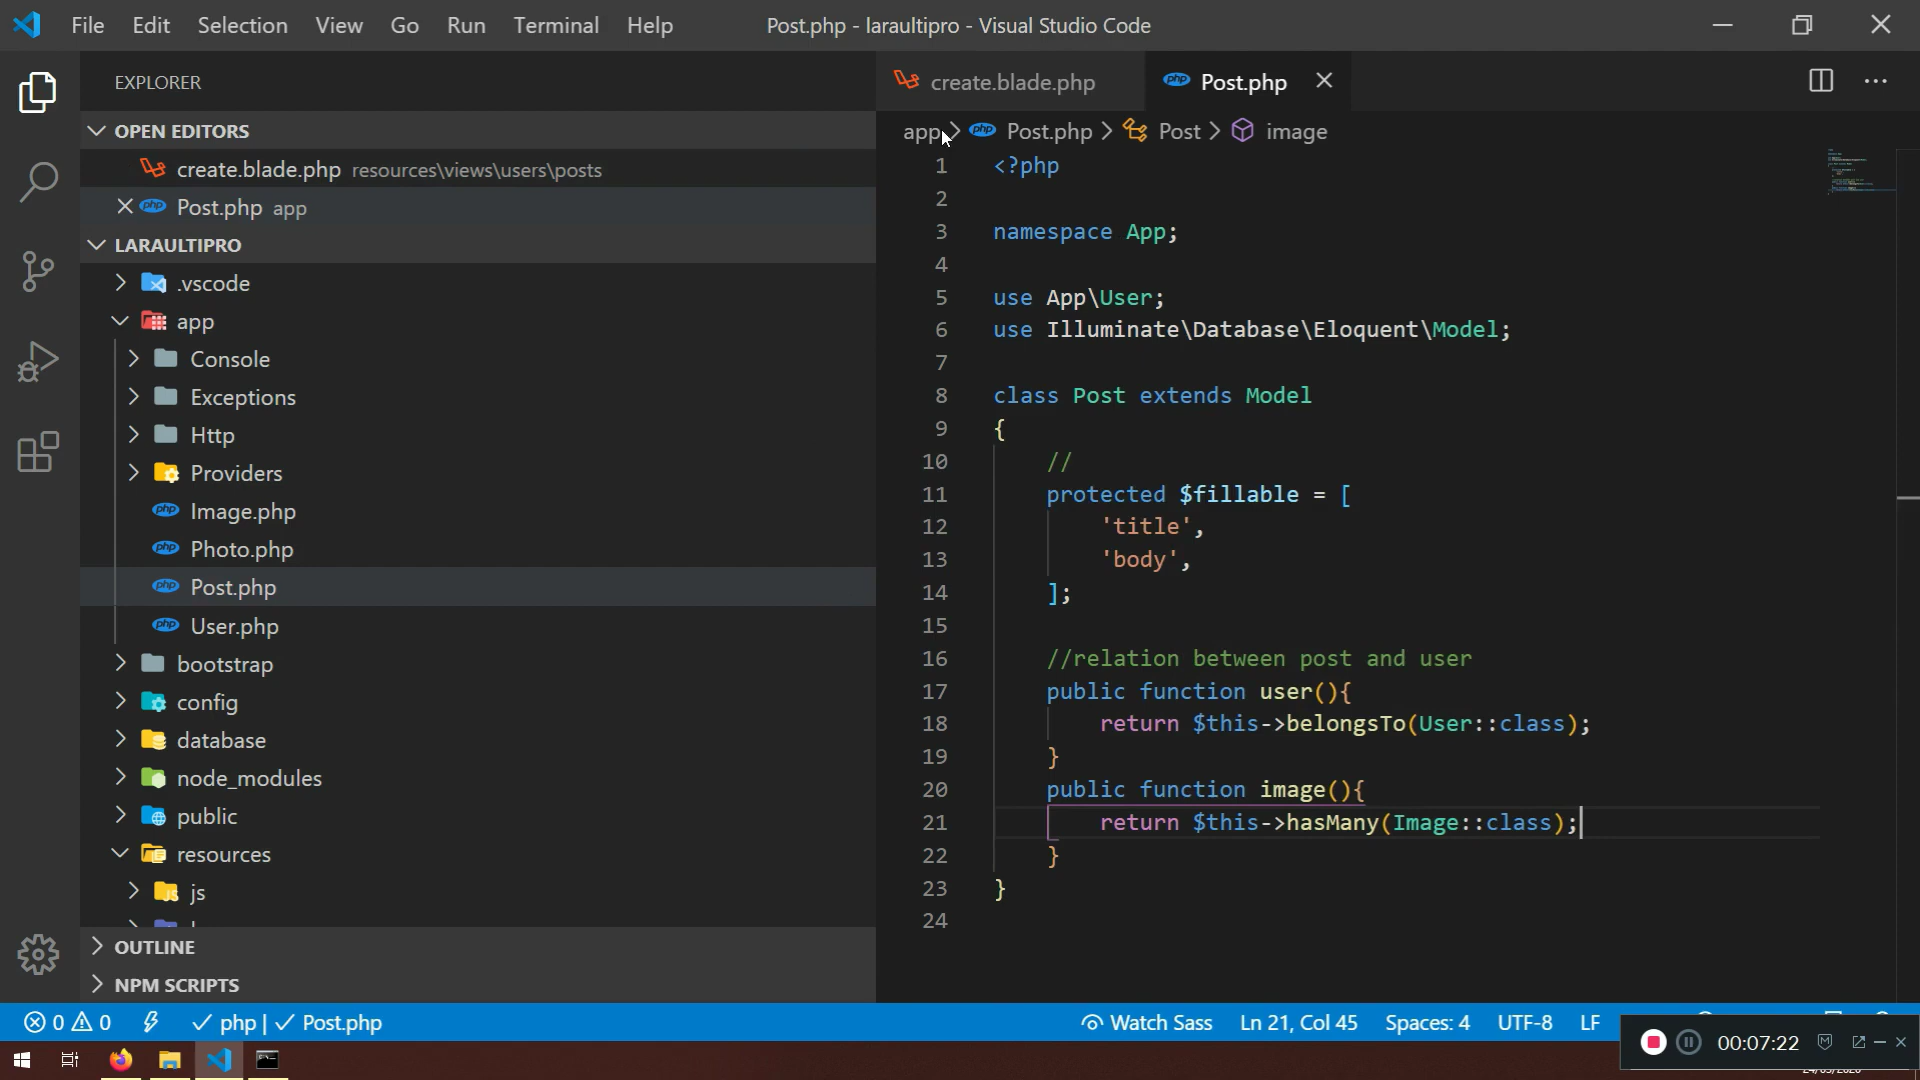 File Edit Selection View Go Run Terminal Help
Post.php - laraultipro - Visual Studio Code
EXPLORER
OPEN EDITORS
create.blade.php resources\views\users\posts
Post.php app
LARAULTIPRO
.vscode
app
Console
Exceptions
Http
Providers
Image.php
Photo.php
Post.php
User.php
bootstrap
config
database
node_modules
public
resources
js
OUTLINE
NPM SCRIPTS
create.blade.php
Post.php
app > Post.php > Post > image
1 <?php
2
3 namespace App;
4
5 use App\User;
6 use Illuminate\Database\Eloquent\Model;
7
8 class Post extends Model
9 {
10 //
11 protected $fillable = [
12 'title',
13 'body',
14 ];
15
16 //relation between post and user
17 public function user(){
18 return $this->belongsTo(User::class);
19 }
20 public function image(){
21 return $this->hasMany(Image::class);
22 }
23 }
24
0 0 php | Post.php
Watch Sass Ln 21, Col 45 Spaces: 4 UTF-8 LF
00:07:22